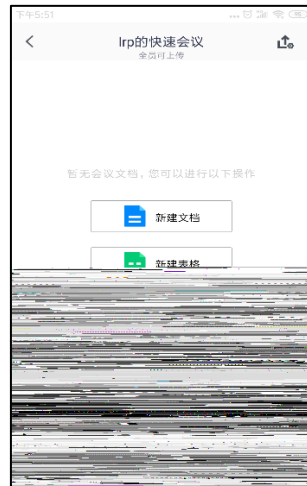 下午5:51
lrp的快速会议
全员可上传
暂无会议文档，您可以进行以下操作
新建文档
新建表格